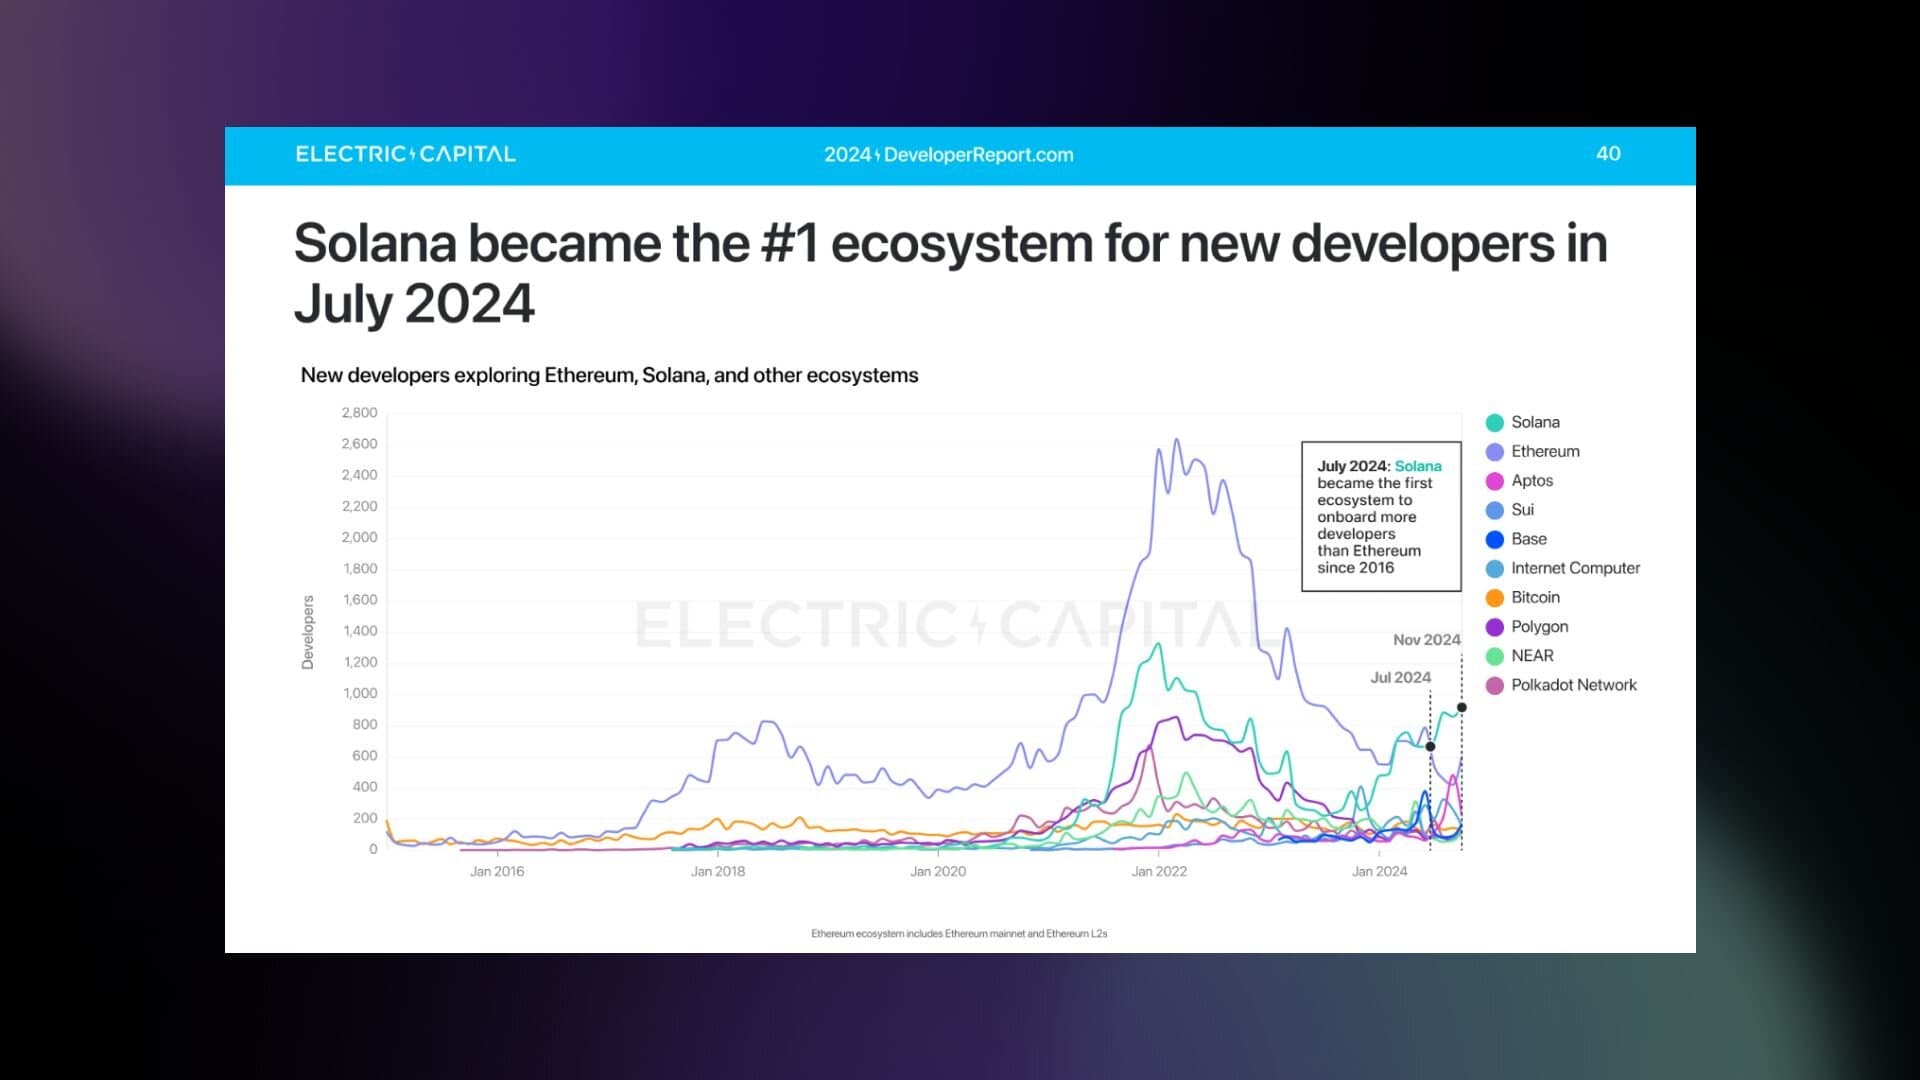 ELECTRIC CAPITAL
2024 DeveloperReport.com
40
Solana became the #1 ecosystem for new developers in
July 2024
New developers exploring Ethereum, Solana, and other ecosystems
2,800
2,600
2,400
2,200
2,000
1,800
1,600
1,400
1,200
1,000
800
600
400
200
0
Developers
ELECTRIC CAPITAL
July 2024: Solana
became the first
ecosystem to
onboard more
developers
than Ethereum
since 2016
Nov 2024
Jul 2024
Jan 2016
Jan 2018
Jan 2020
Jan 2022
Jan 2024
Solana
Ethereum
Aptos
Sui
Base
Internet Computer
Bitcoin
Polygon
NEAR
Polkadot Network
Ethereum ecosystem includes Ethereum mainnet and Ethereum L2s